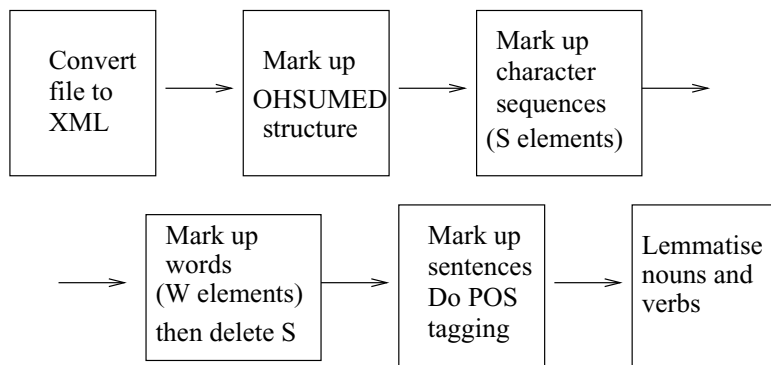 Convert
file to
XML
Mark up
OHSUMED
structure
Mark up
character
sequences
(S elements)
Mark up
words
(W elements)
then delete S
Mark up
sentences
Do POS
tagging
Lemmatise
nouns and
verbs